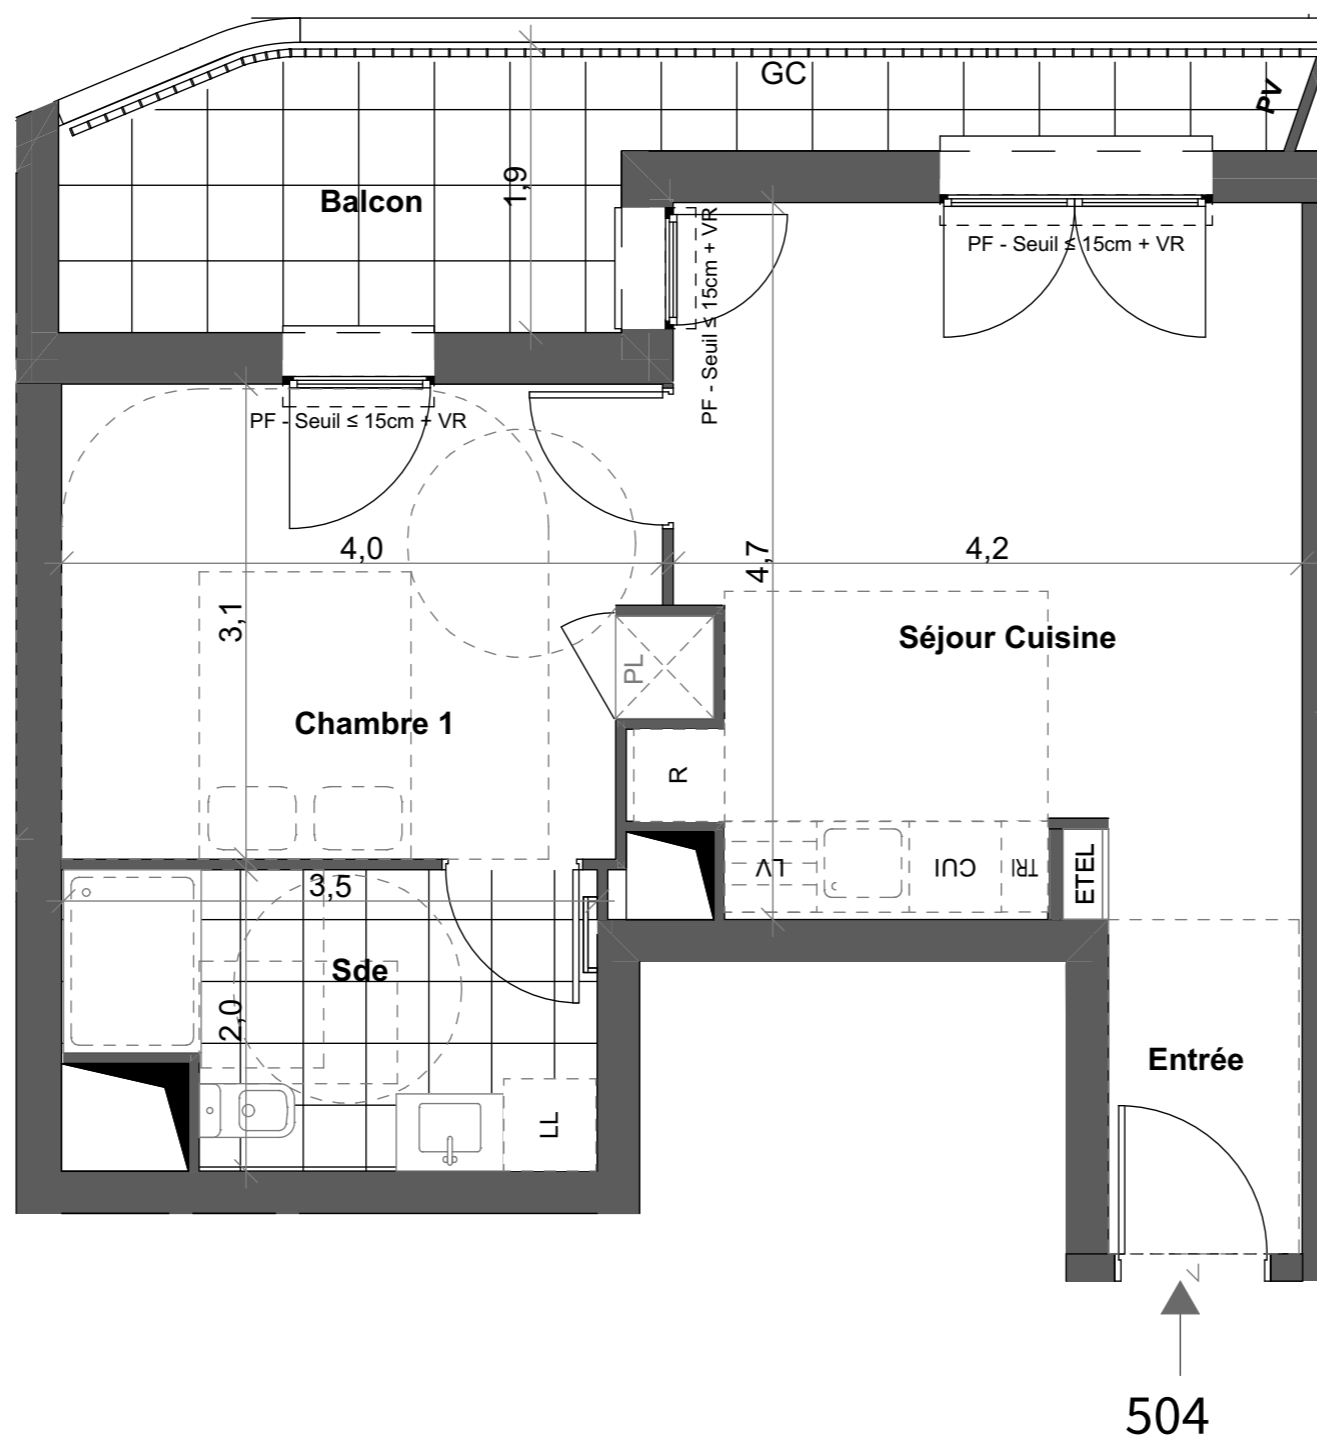 GC
PV
Balcon
1,9
PF - Seuil ≤ 15cm + VR
PF - Seuil ≤ 15cm + VR
PF - Seuil ≤ 15cm + VR
4,0
4,7
4,2
3,1
Séjour Cuisine
PL
Chambre 1
R
LV
CUI
TRI
ETEL
3,5
Sde
2,0
Entrée
LL
504